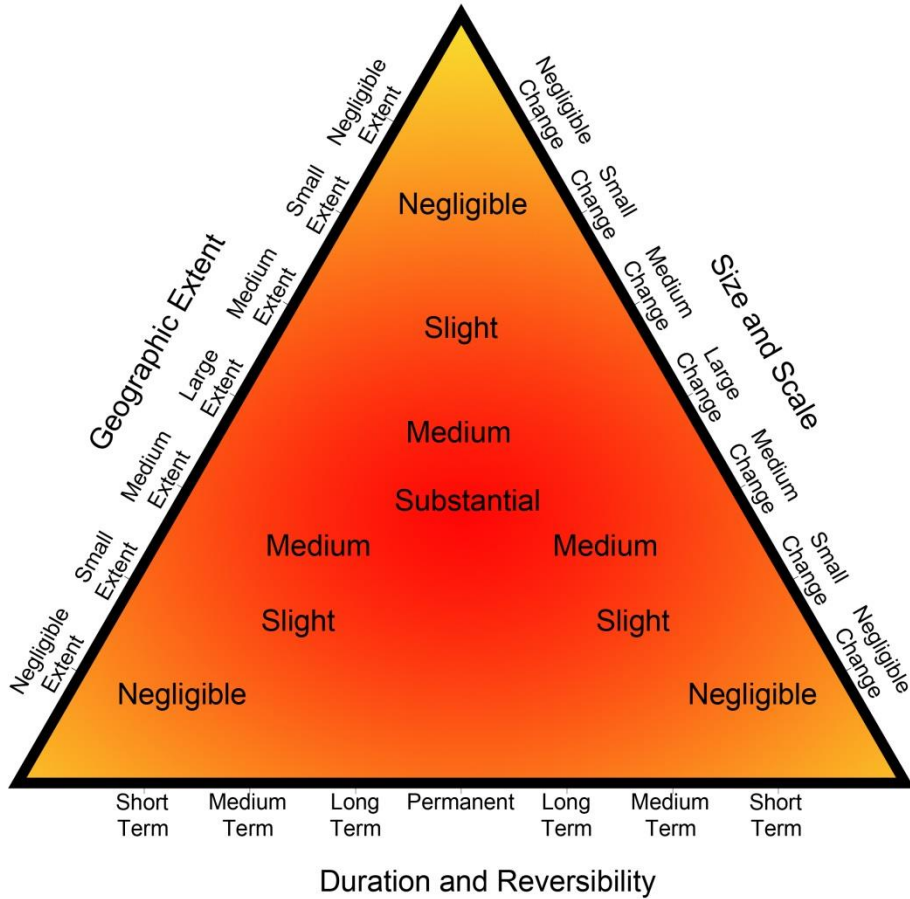 Negligible
Extent
Small
Extent
Medium
Extent
Large
Extent
Medium
Extent
Small
Extent
Negligible
Extent
Geographic Extent
Negligible
Change
Small
Change
Medium
Change
Large
Change
Medium
Change
Small
Change
Negligible
Change
Size and Scale
Negligible
Slight
Medium
Substantial
Medium
Medium
Slight
Slight
Negligible
Negligible
Short
Term
Medium
Term
Long
Term
Permanent
Long
Term
Medium
Term
Short
Term
Duration and Reversibility